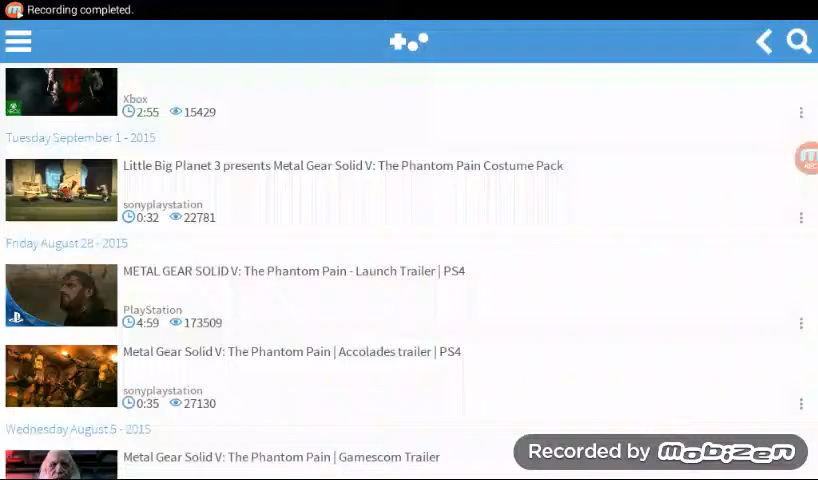 Recording completed.
Xbox
2:55 15429
Tuesday September 1 - 2015
Little Big Planet 3 presents Metal Gear Solid V: The Phantom Pain Costume Pack
sonyplaystation
0:32 22781
Friday August 28 - 2015
METAL GEAR SOLID V: The Phantom Pain - Launch Trailer | PS4
PlayStation
4:59 173509
Metal Gear Solid V: The Phantom Pain | Accolades trailer | PS4
sonyplaystation
0:35 27130
Wednesday August 5 - 2015
Metal Gear Solid V: The Phantom Pain | Gamescom Trailer
REC
Recorded by mobizen